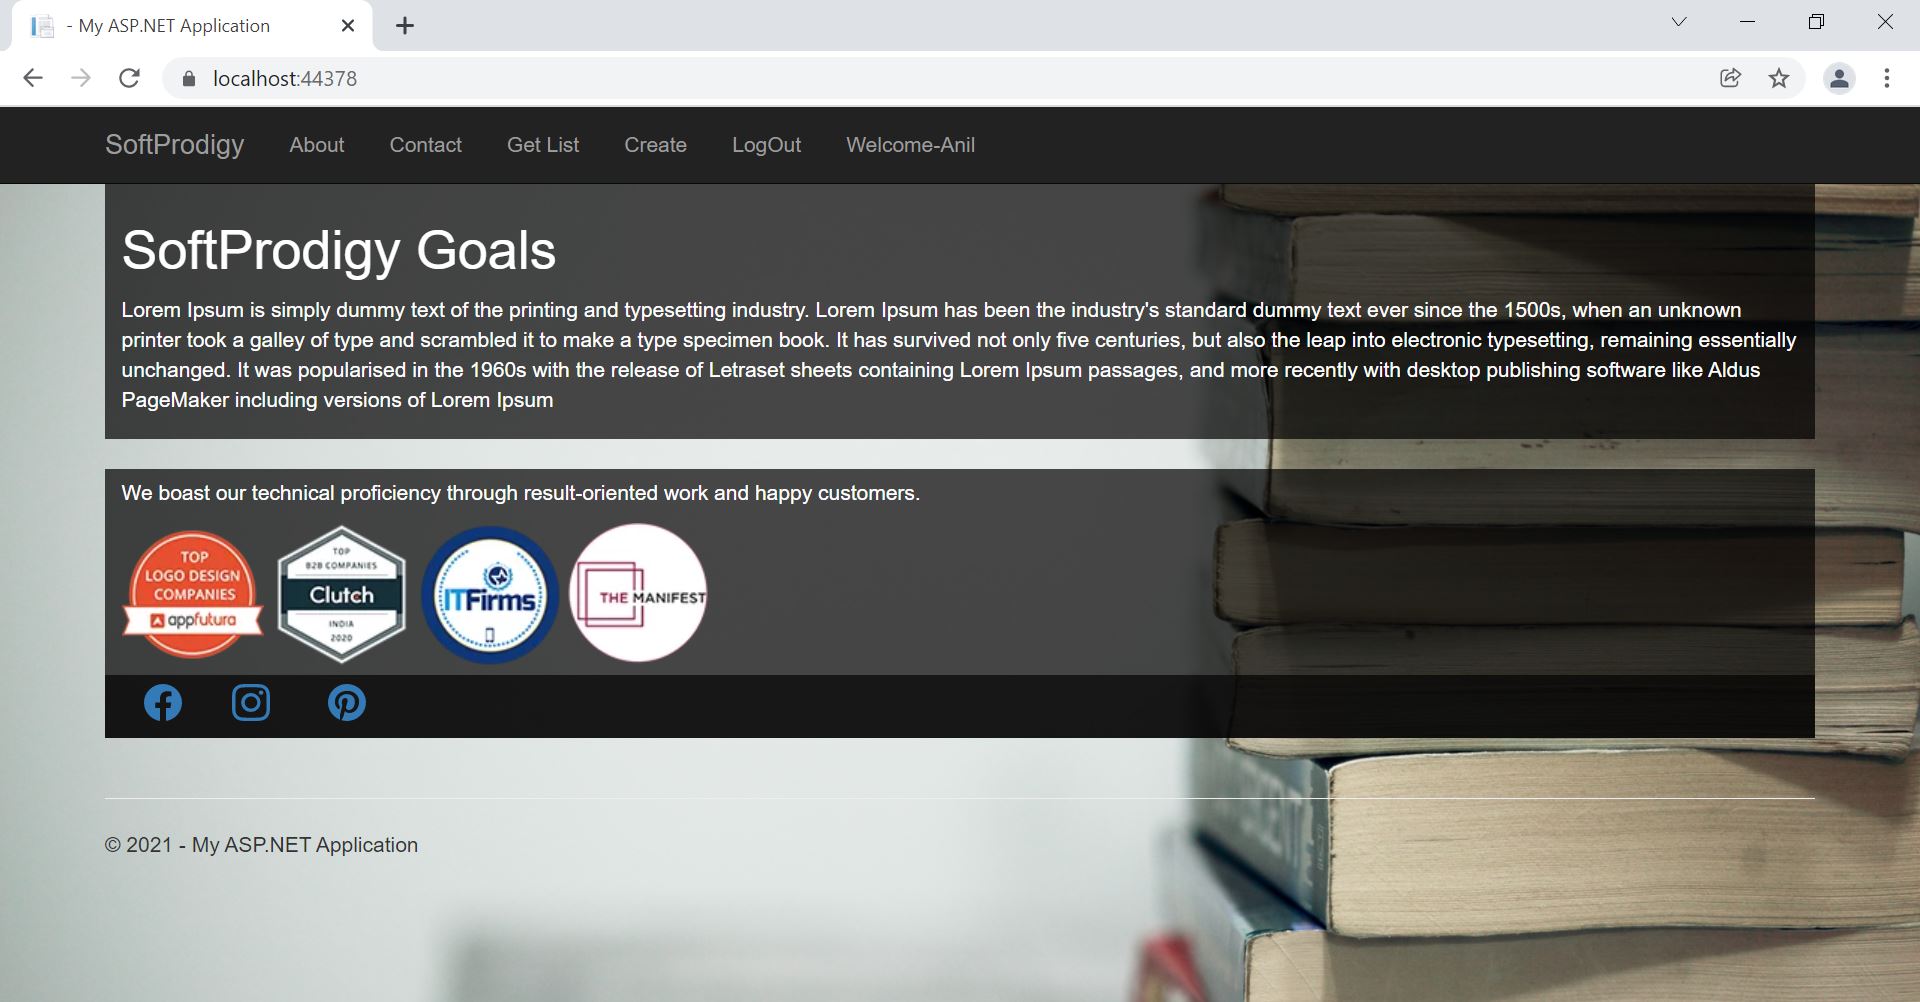 - My ASP.NET Application
localhost:44378
SoftProdigy About Contact Get List Create LogOut Welcome-Anil
SoftProdigy Goals
Lorem Ipsum is simply dummy text of the printing and typesetting industry. Lorem Ipsum has been the industry's standard dummy text ever since the 1500s, when an unknown
printer took a galley of type and scrambled it to make a type specimen book. It has survived not only five centuries, but also the leap into electronic typesetting, remaining essentially
unchanged. It was popularised in the 1960s with the release of Letraset sheets containing Lorem Ipsum passages, and more recently with desktop publishing software like Aldus
PageMaker including versions of Lorem Ipsum
We boast our technical proficiency through result-oriented work and happy customers.
TOP
LOGO DESIGN
COMPANIES
appfutura
TOP
B2B COMPANIES
Clutch
INDIA
2020
ITFirms
THE MANIFEST
© 2021 - My ASP.NET Application